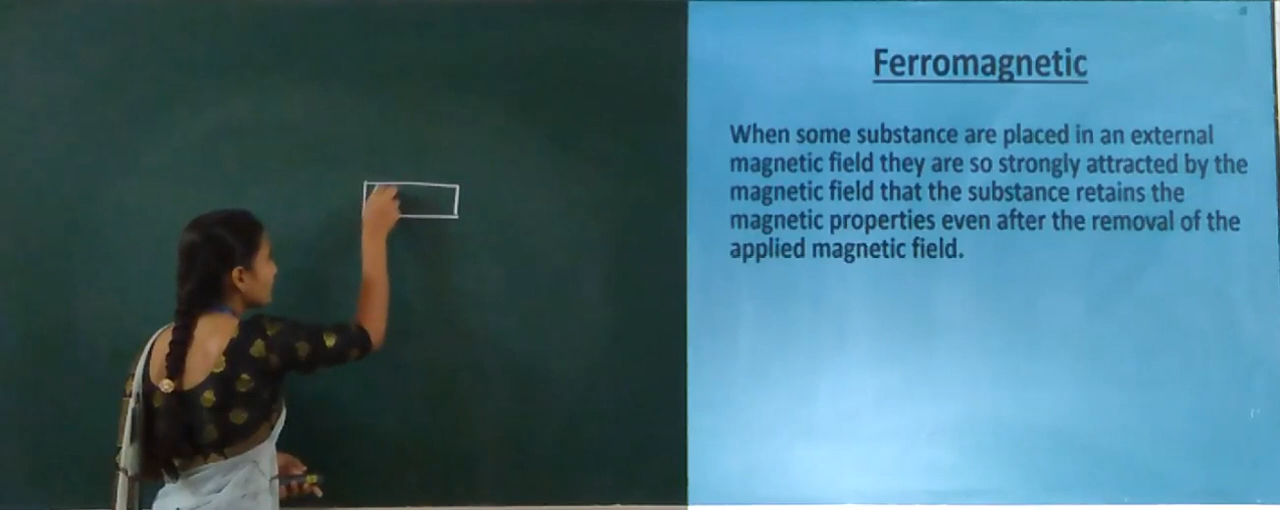 Ferromagnetic
When some substance are placed in an external
magnetic field they are so strongly attracted by the
magnetic field that the substance retains the
magnetic properties even after the removal of the
applied magnetic field.